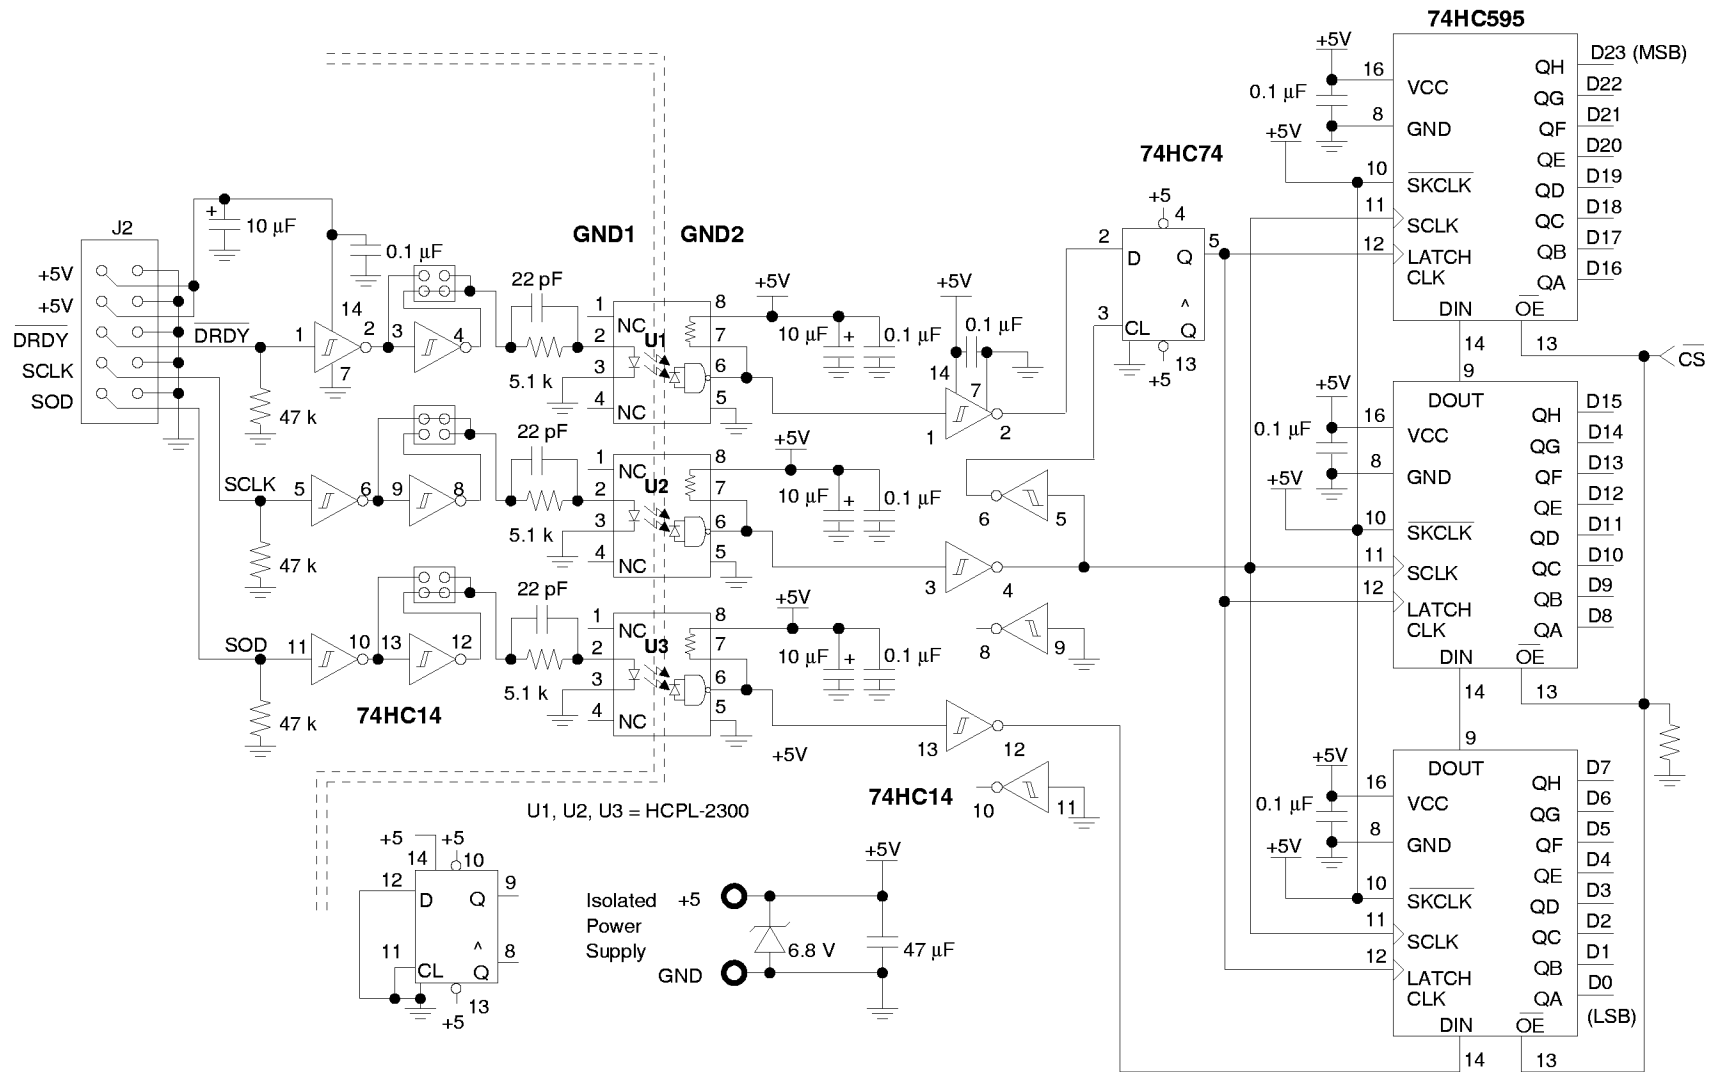 74HC595
+5V
16
VCC
0.1 µF
8
GND
+5V
10
SKCLK
11
SCLK
12
LATCH
CLK
QH
QG
QF
QE
QD
QC
QB
QA
D23 (MSB)
D22
D21
D20
D19
D18
D17
D16
DIN
OE
14
13
CS
74HC74
+5
4
2
D
Q
5
3
CL
^
Q
13
+5
J2
+5V
+5V
DRDY
SCLK
SOD
+
10 µF
0.1 µF
DRDY
1
14
2
3
4
7
47 k
GND1
GND2
22 pF
5.1 k
1
NC
2
3
4
NC
U1
8
7
6
5
+5V
10 µF
+
0.1 µF
+5V
0.1 µF
14
7
1
2
SCLK
5
6
9
8
47 k
22 pF
5.1 k
1
NC
2
3
4
NC
U2
8
7
6
5
+5V
10 µF
+
0.1 µF
6
5
3
4
8
9
SOD
11
10
13
12
47 k
74HC14
22 pF
5.1 k
1
NC
2
3
4
NC
U3
8
7
6
5
+5V
10 µF
+
0.1 µF
+5V
13
12
74HC14
10
11
U1, U2, U3 = HCPL-2300
9
DOUT
+5V
16
VCC
0.1 µF
8
GND
+5V
10
SKCLK
11
SCLK
12
LATCH
CLK
QH
QG
QF
QE
QD
QC
QB
QA
D15
D14
D13
D12
D11
D10
D9
D8
DIN
OE
14
13
9
DOUT
+5V
16
VCC
0.1 µF
8
GND
+5V
10
SKCLK
11
SCLK
12
LATCH
CLK
QH
QG
QF
QE
QD
QC
QB
QA
D7
D6
D5
D4
D3
D2
D1
D0
(LSB)
DIN
OE
14
13
+5
+5
14
10
12
D
Q
9
11
CL
^
Q
8
13
+5
Isolated
Power
Supply
+5
GND
6.8 V
+5V
47 µF